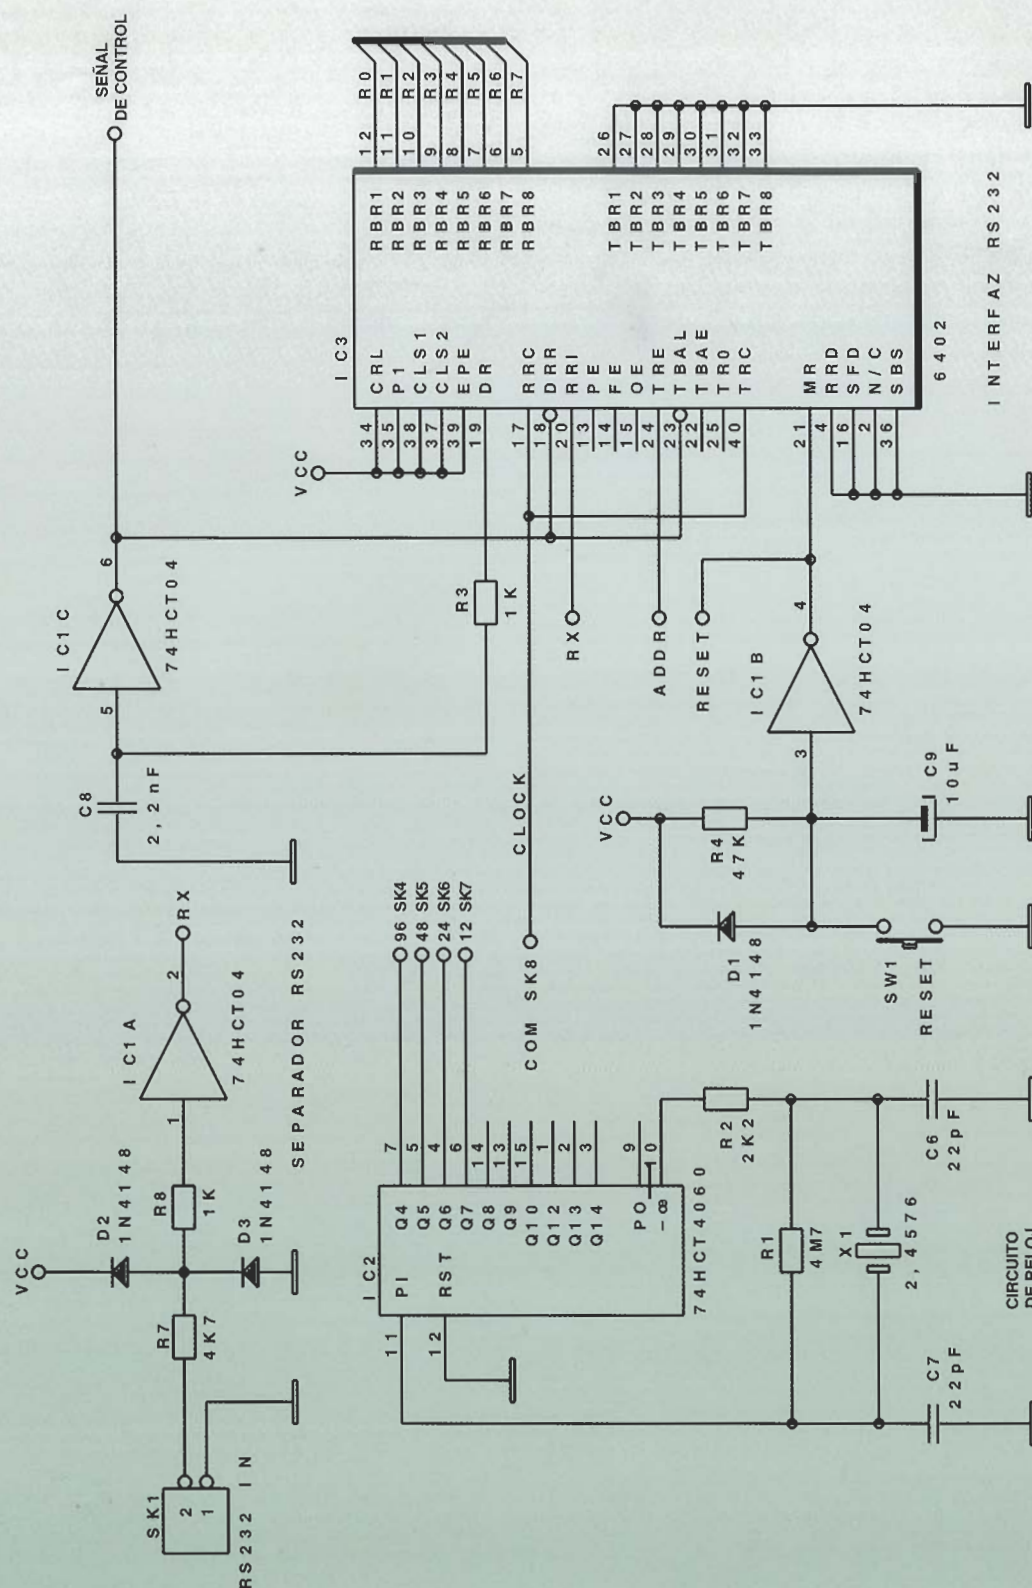 SEÑAL
DE CONTROL
IC1C
74HCT04
5
6
C8
2,2nF
R3
1K
IC3
6402
INTERFAZ RS232
VCC
34 CRL
35 P1
38 CLS1
37 CLS2
39 EPE
19 DR
17 RRC
18 DRR
20 RRI
13 PE
14 FE
15 OE
24 TRE
23 TBAL
22 TBAE
25 TR0
40 TRC
21 MR
4 RRD
16 SFD
2 N/C
36 SBS
RBR1 12 R0
RBR2 11 R1
RBR3 10 R2
RBR4 9 R3
RBR5 8 R4
RBR6 7 R5
RBR7 6 R6
RBR8 5 R7
TBR1 26
TBR2 27
TBR3 28
TBR4 29
TBR5 30
TBR6 31
TBR7 32
TBR8 33
RX
ADDR
RESET
IC1B
74HCT04
3
4
VCC
R4
47K
C9
10uF
D1
1N4148
SW1
RESET
SK1
2
1
RS232 IN
R7
4K7
VCC
D2
1N4148
D3
1N4148
R8
1K
IC1A
74HCT04
1
2
RX
SEPARADOR RS232
IC2
74HCT4060
11 PI
12 RST
Q4 7
Q5 5
Q6 4
Q7 6
Q8 14
Q9 13
Q10 15
Q12 1
Q13 2
Q14 3
PO 9
10
96 SK4
48 SK5
24 SK6
12 SK7
COM SK8
CLOCK
R2
2K2
R1
4M7
X1
2,4576
C6
22pF
C7
22pF
CIRCUITO
DE RELOJ